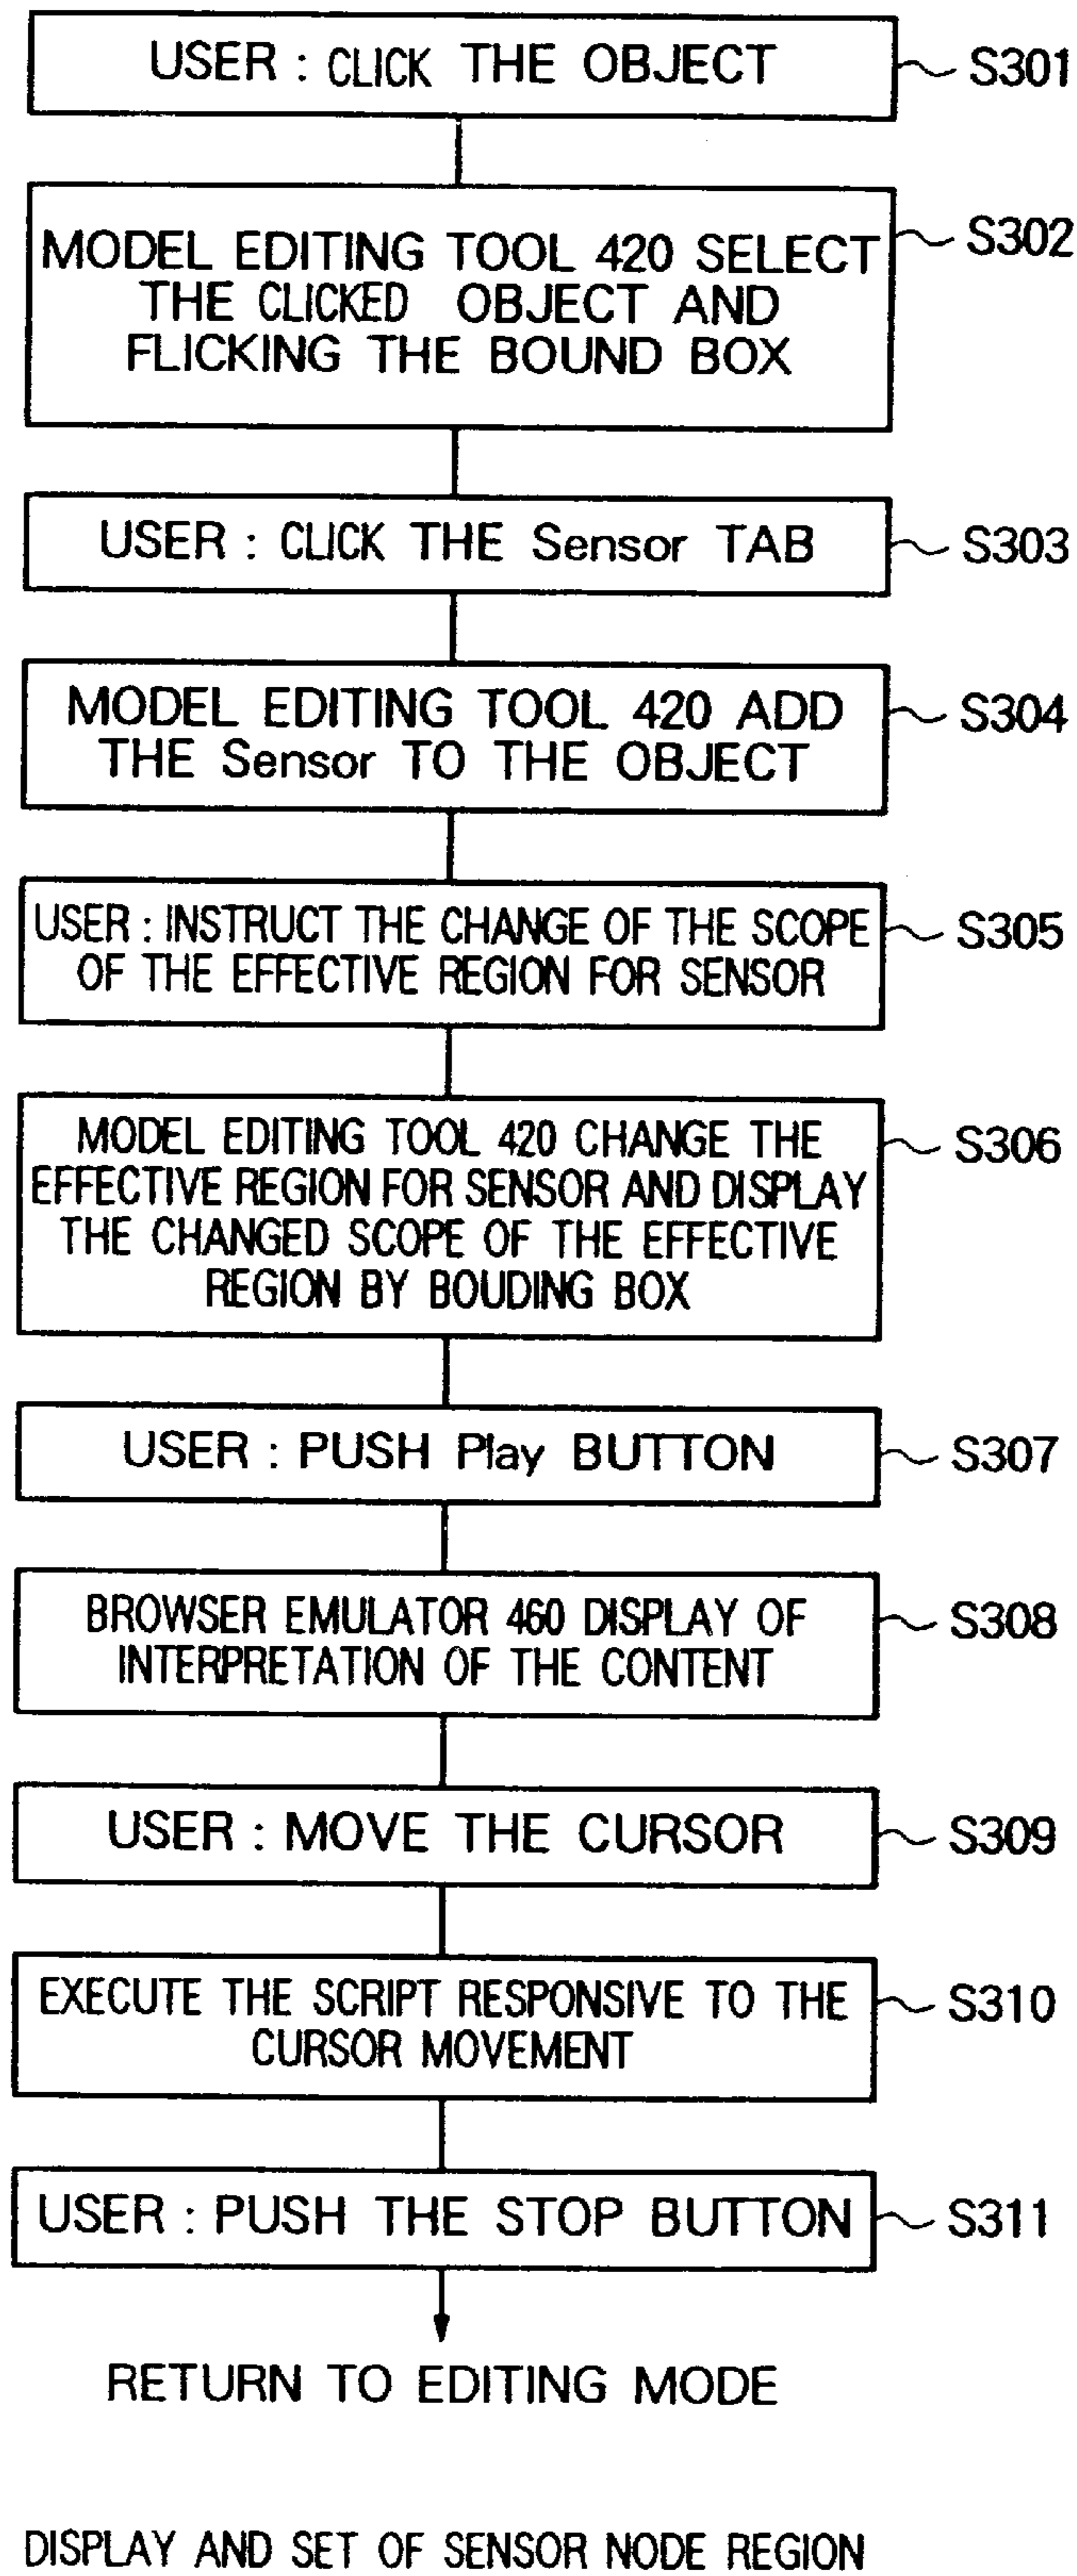 USER : CLICK THE OBJECT
S301
MODEL EDITING TOOL 420 SELECT
THE CLICKED OBJECT AND
FLICKING THE BOUND BOX
S302
USER : CLICK THE Sensor TAB
S303
MODEL EDITING TOOL 420 ADD
THE Sensor TO THE OBJECT
S304
USER : INSTRUCT THE CHANGE OF THE SCOPE
OF THE EFFECTIVE REGION FOR SENSOR
S305
MODEL EDITING TOOL 420 CHANGE THE
EFFECTIVE REGION FOR SENSOR AND DISPLAY
THE CHANGED SCOPE OF THE EFFECTIVE
REGION BY BOUDING BOX
S306
USER : PUSH Play BUTTON
S307
BROWSER EMULATOR 460 DISPLAY OF
INTERPRETATION OF THE CONTENT
S308
USER : MOVE THE CURSOR
S309
EXECUTE THE SCRIPT RESPONSIVE TO THE
CURSOR MOVEMENT
S310
USER : PUSH THE STOP BUTTON
S311
RETURN TO EDITING MODE
DISPLAY AND SET OF SENSOR NODE REGION